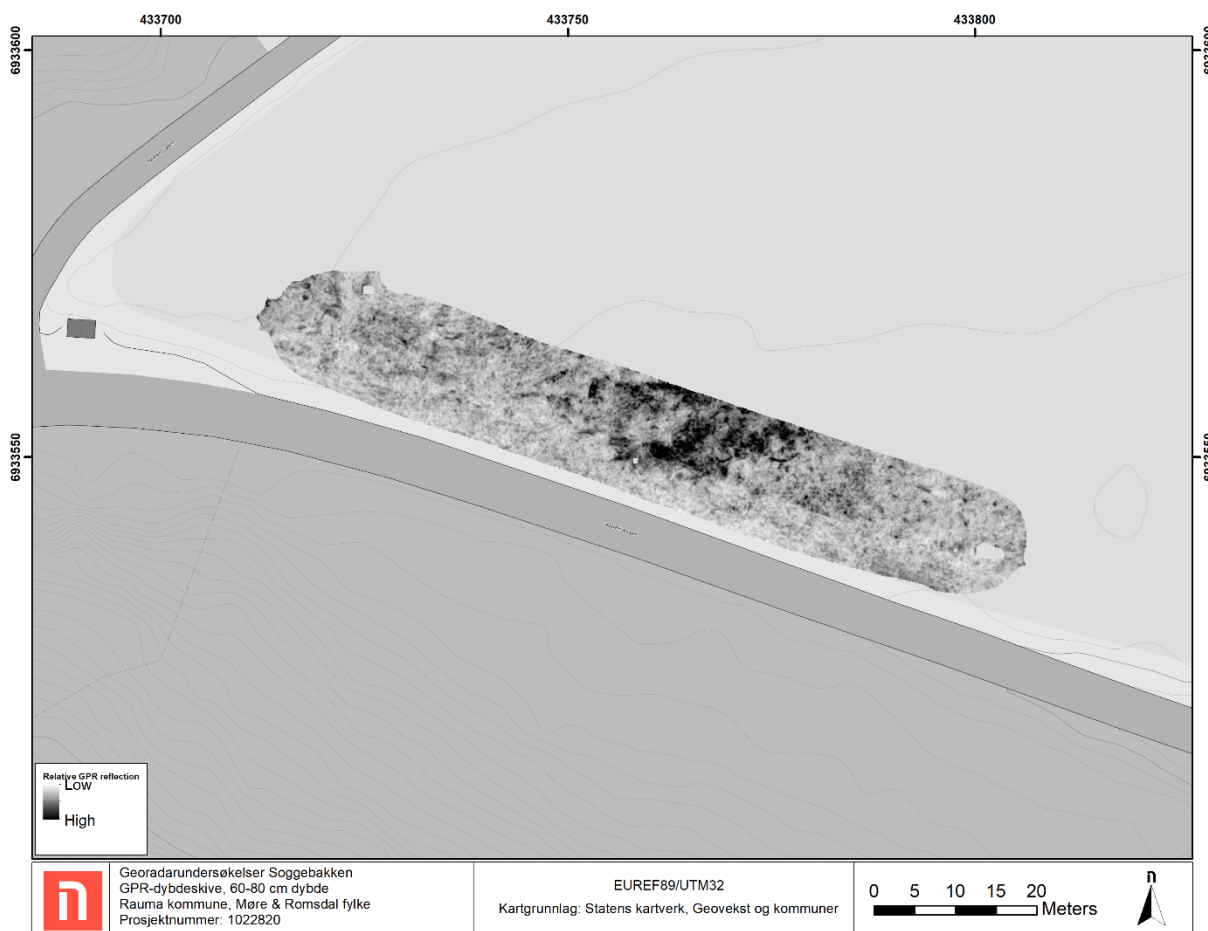 433700
433750
433800
6933600
6933600
6933550
6933550
Relative GPR reflection
Low
High
Georadarundersøkelser Soggebakken
GPR-dybdeskive, 60-80 cm dybde
Rauma kommune, Møre & Romsdal fylke
Prosjektnummer: 1022820
EUREF89/UTM32
Kartgrunnlag: Statens kartverk, Geovekst og kommuner
0 5 10 15 20
Meters
n
n